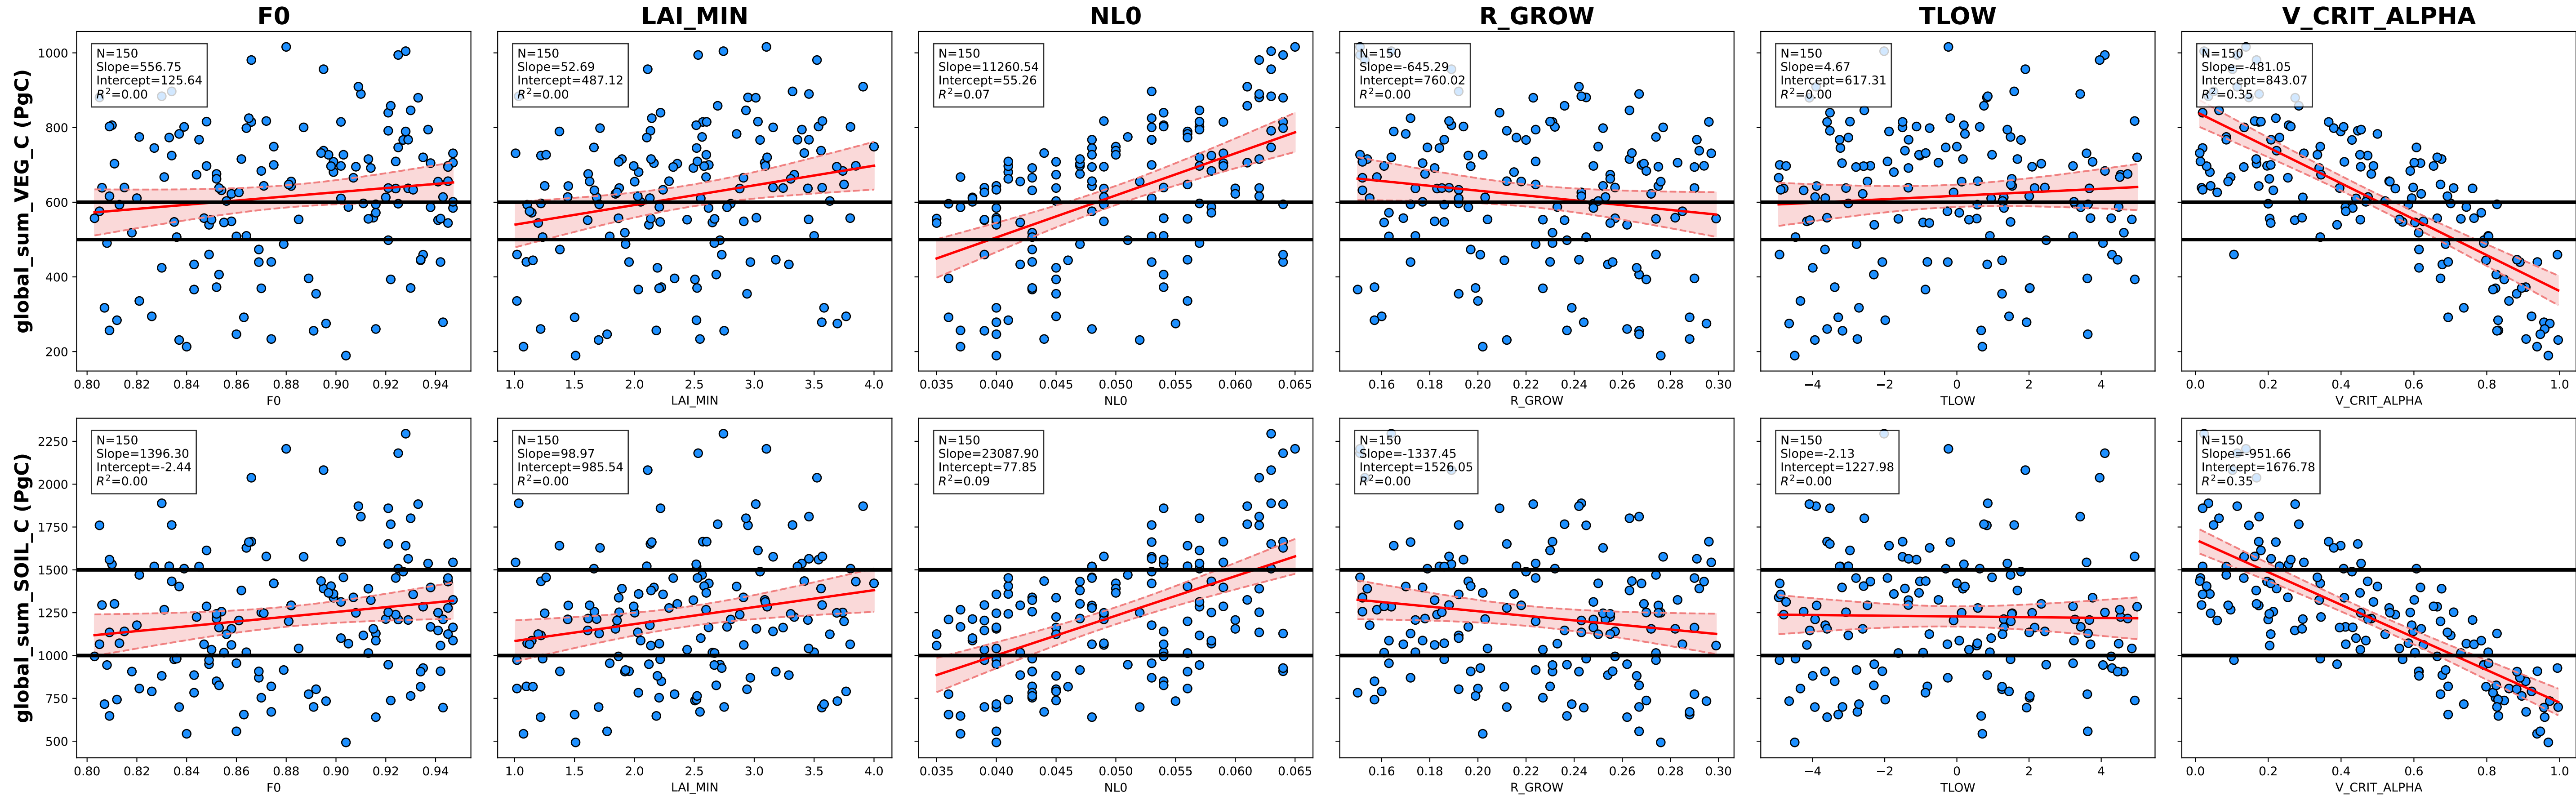 F0
LAI_MIN
NL0
R_GROW
TLOW
V_CRIT_ALPHA
global_sum_VEG_C (PgC)
1000
800
600
400
200
N=150
Slope=556.75
Intercept=125.64
R²=0.00
0.80 0.82 0.84 0.86 0.88 0.90 0.92 0.94
F0
N=150
Slope=52.69
Intercept=487.12
R²=0.00
1.0 1.5 2.0 2.5 3.0 3.5 4.0
LAI_MIN
N=150
Slope=11260.54
Intercept=55.26
R²=0.07
0.035 0.040 0.045 0.050 0.055 0.060 0.065
NL0
N=150
Slope=-645.29
Intercept=760.02
R²=0.00
0.16 0.18 0.20 0.22 0.24 0.26 0.28 0.30
R_GROW
N=150
Slope=4.67
Intercept=617.31
R²=0.00
−4 −2 0 2 4
TLOW
N=150
Slope=-481.05
Intercept=843.07
R²=0.35
0.0 0.2 0.4 0.6 0.8 1.0
V_CRIT_ALPHA
global_sum_SOIL_C (PgC)
2250
2000
1750
1500
1250
1000
750
500
N=150
Slope=1396.30
Intercept=-2.44
R²=0.00
0.80 0.82 0.84 0.86 0.88 0.90 0.92 0.94
F0
N=150
Slope=98.97
Intercept=985.54
R²=0.00
1.0 1.5 2.0 2.5 3.0 3.5 4.0
LAI_MIN
N=150
Slope=23087.90
Intercept=77.85
R²=0.09
0.035 0.040 0.045 0.050 0.055 0.060 0.065
NL0
N=150
Slope=-1337.45
Intercept=1526.05
R²=0.00
0.16 0.18 0.20 0.22 0.24 0.26 0.28 0.30
R_GROW
N=150
Slope=-2.13
Intercept=1227.98
R²=0.00
−4 −2 0 2 4
TLOW
N=150
Slope=-951.66
Intercept=1676.78
R²=0.35
0.0 0.2 0.4 0.6 0.8 1.0
V_CRIT_ALPHA